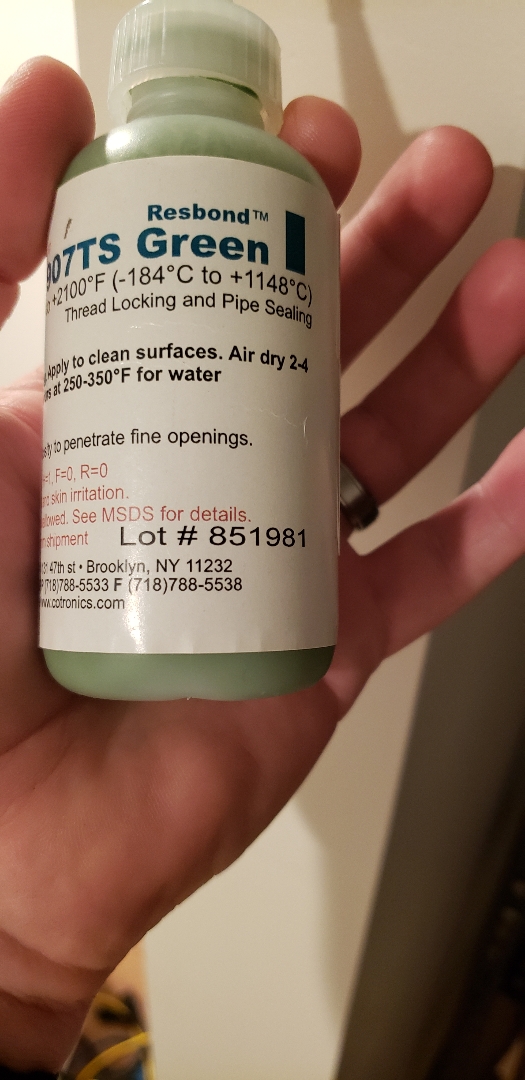 Resbond™
907TS Green
+2100°F (-184°C to +1148°C)
Thread Locking and Pipe Sealing
Apply to clean surfaces. Air dry 2-4
at 250-350°F for water
to penetrate fine openings.
F=0, R=0
skin irritation.
See MSDS for details.
shipment Lot # 851981
47th st • Brooklyn, NY 11232
(718)788-5533 F (718)788-5538
www.cotronics.com